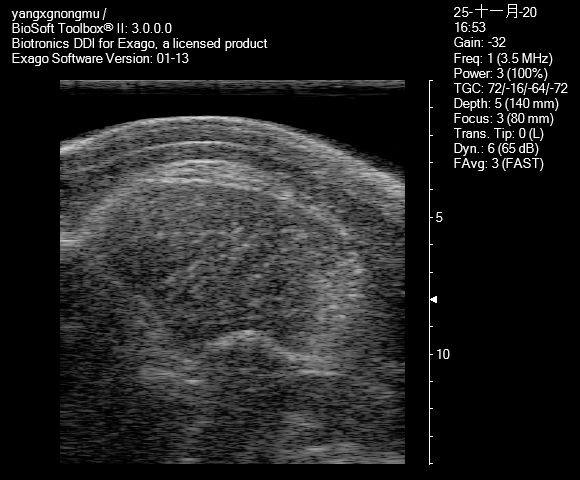 yangxgnongmu /
BioSoft Toolbox® II: 3.0.0.0
Biotronics DDI for Exago, a licensed product
Exago Software Version: 01-13
25-十一月-20
16:53
Gain: -32
Freq: 1 (3.5 MHz)
Power: 3 (100%)
TGC: 72/-16/-64/-72
Depth: 5 (140 mm)
Focus: 3 (80 mm)
Trans. Tip: 0 (L)
Dyn.: 6 (65 dB)
FAvg: 3 (FAST)
5
10